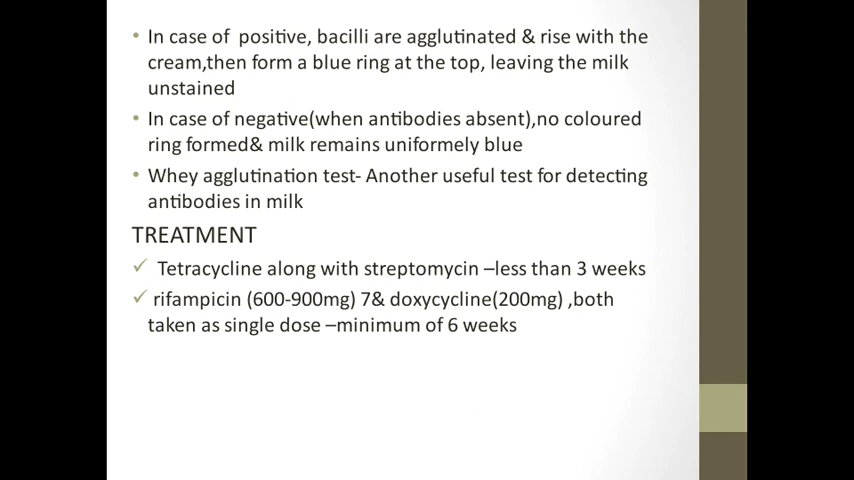 • In case of positive, bacilli are agglutinated & rise with the
cream,then form a blue ring at the top, leaving the milk
unstained
• In case of negative(when antibodies absent),no coloured
ring formed& milk remains uniformely blue
• Whey agglutination test- Another useful test for detecting
antibodies in milk
TREATMENT
✓ Tetracycline along with streptomycin –less than 3 weeks
✓ rifampicin (600-900mg) 7& doxycycline(200mg) ,both
taken as single dose –minimum of 6 weeks